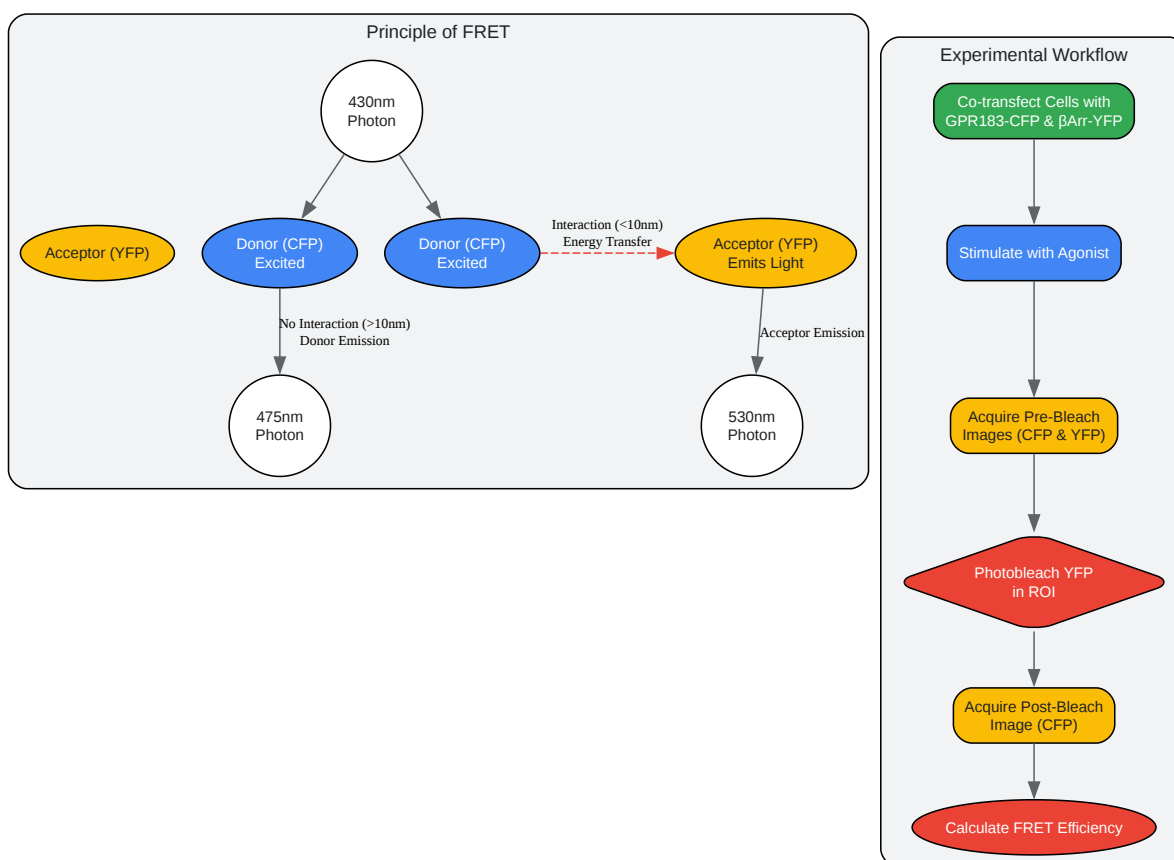 Principle of FRET
430nm
Photon
Acceptor (YFP)
Donor (CFP)
Excited
Donor (CFP)
Excited
Interaction (<10nm)
Energy Transfer
Acceptor (YFP)
Emits Light
No Interaction (>10nm)
Donor Emission
Acceptor Emission
475nm
Photon
530nm
Photon
Experimental Workflow
Co-transfect Cells with
GPR183-CFP & βArr-YFP
Stimulate with Agonist
Acquire Pre-Bleach
Images (CFP & YFP)
Photobleach YFP
in ROI
Acquire Post-Bleach
Image (CFP)
Calculate FRET Efficiency